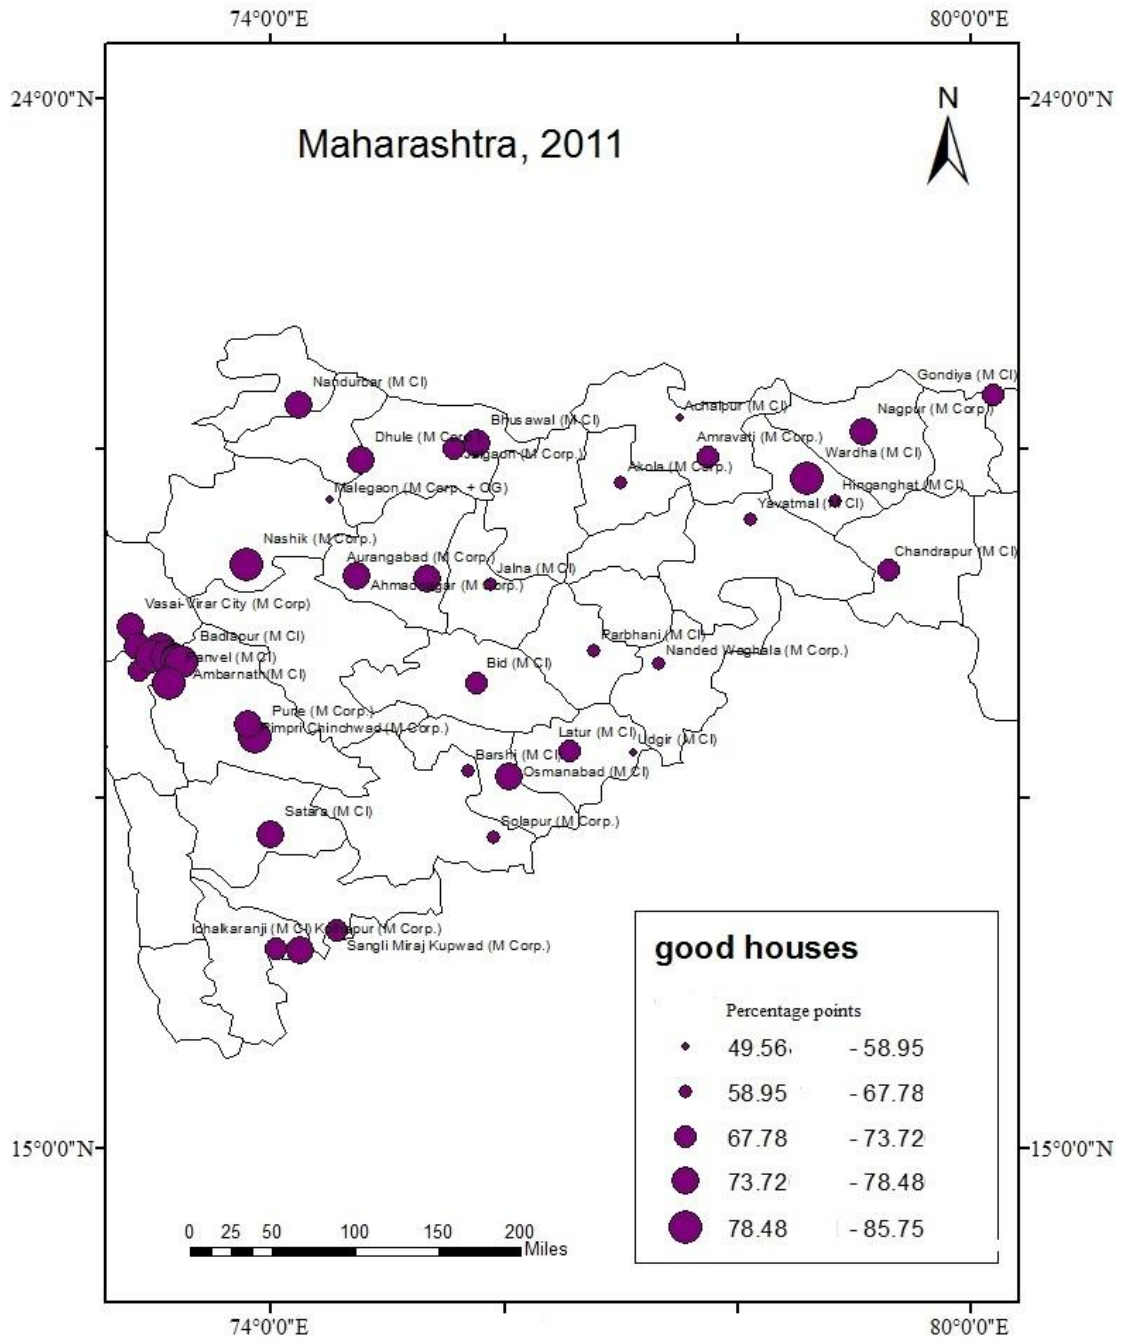 74°0'0"E 80°0'0"E
24°0'0"N 24°0'0"N
N
Maharashtra, 2011
Gondiya (M Cl)
Nandurbar (M Cl)
Achalpur (M Cl)
Nagpur (M Corp.)
Bhusawal (M Cl)
Dhule (M Corp.)
Amravati (M Corp.)
Wardha (M Cl)
Jalgaon (M Corp.)
Akola (M Corp.)
Malegaon (M Corp. + OG)
Hinganghat (M Cl)
Yavatmal (M Cl)
Nashik (M Corp.)
Chandrapur (M Cl)
Aurangabad (M Corp.)
Jalna (M Cl)
Ahmadnagar (M Corp.)
Vasai-Virar City (M Corp)
Badlapur (M Cl)
Parbhani (M Cl)
Nanded Waghala (M Corp.)
Panvel (M Cl)
Bid (M Cl)
Ambarnath(M Cl)
Pune (M Corp.)
Pimpri Chinchwad (M Corp.)
Latur (M Cl)
Udgir (M Cl)
Barshi (M Cl)
Osmanabad (M Cl)
Satara (M Cl)
Solapur (M Corp.)
Ichalkaranji (M Cl) Kolhapur (M Corp.)
Sangli Miraj Kupwad (M Corp.)
good houses
Percentage points
49.56 - 58.95
58.95 - 67.78
67.78 - 73.72
73.72 - 78.48
78.48 - 85.75
15°0'0"N 15°0'0"N
0 25 50 100 150 200
Miles
74°0'0"E 80°0'0"E